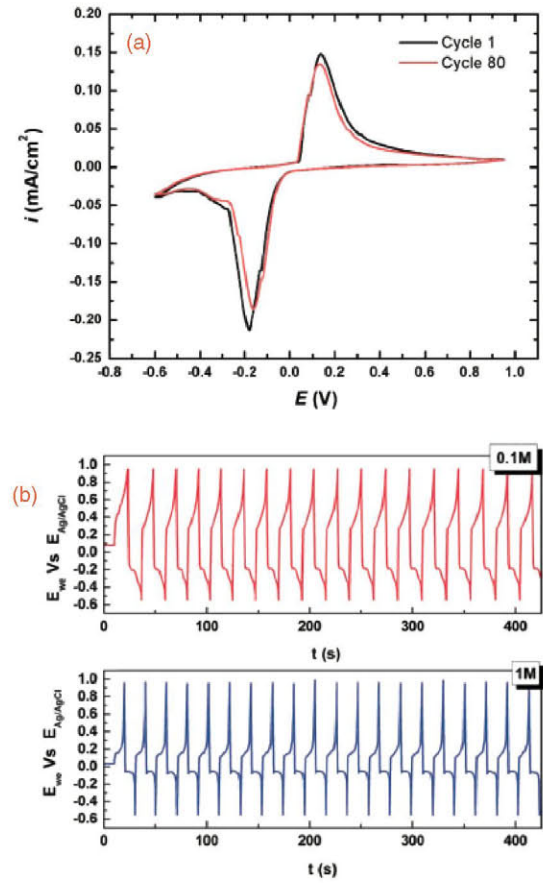 (a)
Cycle 1
Cycle 80
0.20
0.15
0.10
0.05
0.00
-0.05
-0.10
-0.15
-0.20
-0.25
i (mA/cm²)
-0.8 -0.6 -0.4 -0.2 0.0 0.2 0.4 0.6 0.8 1.0
E (V)
(b)
0.1M
1.0
0.8
0.6
0.4
0.2
0.0
-0.2
-0.4
-0.6
E we Vs E Ag/AgCl
0 100 200 300 400
t (s)
1M
1.0
0.8
0.6
0.4
0.2
0.0
-0.2
-0.4
-0.6
E we Vs E Ag/AgCl
0 100 200 300 400
t (s)